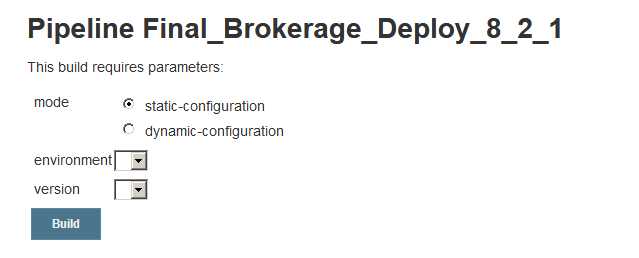 Pipeline Final_Brokerage_Deploy_8_2_1
This build requires parameters:
mode
static-configuration
dynamic-configuration
environment
version
Build